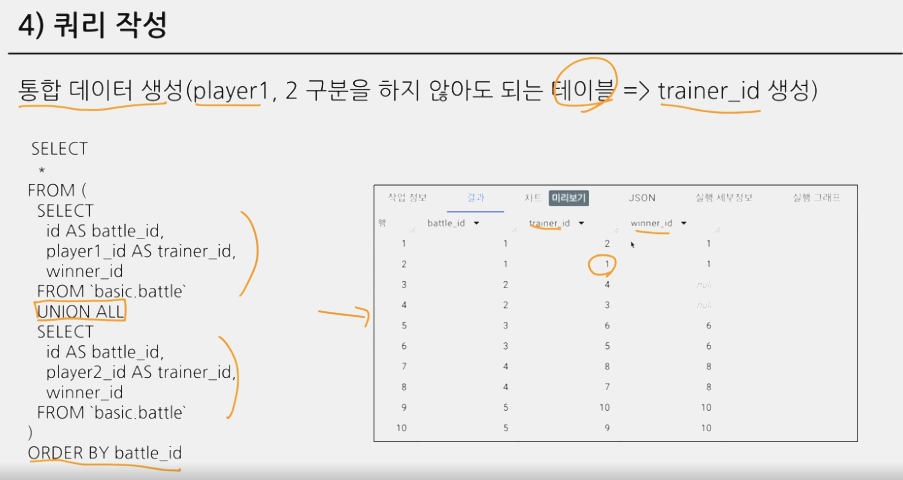 4) 쿼리 작성
통합 데이터 생성(player1, 2 구분을 하지 않아도 되는 테이블 => trainer_id 생성)
SELECT
*
FROM (
SELECT
id AS battle_id,
player1_id AS trainer_id,
winner_id
FROM `basic.battle`
UNION ALL
SELECT
id AS battle_id,
player2_id AS trainer_id,
winner_id
FROM `basic.battle`
)
ORDER BY battle_id
작업 정보 결과 차트 미리보기 JSON 실행 세부정보 실행 그래프
행 battle_id trainer_id winner_id
1 1 2 1
2 1 1 1
3 2 4 null
4 2 3 null
5 3 6 6
6 3 5 6
7 4 8 8
8 4 7 8
9 5 10 10
10 5 9 10